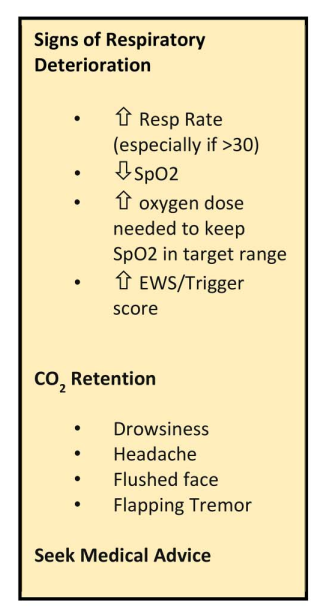 Signs of Respiratory
Deterioration
• ⇧ Resp Rate
(especially if >30)
• ⇩ SpO2
• ⇧ oxygen dose
needed to keep
SpO2 in target range
• ⇧ EWS/Trigger
score
CO₂ Retention
• Drowsiness
• Headache
• Flushed face
• Flapping Tremor
Seek Medical Advice